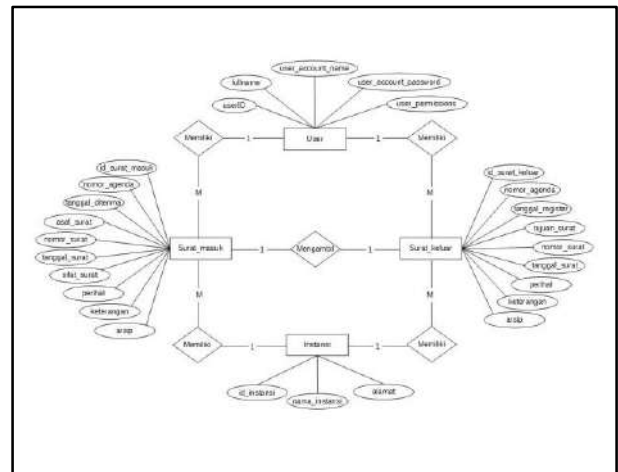 user_account_name
fullname
user_account_password
userID
user_permissions
Memiliki
1
User
1
Memiliki
id_surat_masuk
nomor_agenda
tanggal_diterima
asal_surat
nomor_surat
tanggal_surat
sifat_surat
perihal
keterangan
arsip
M
M
id_surat_keluar
nomor_agenda
tanggal_register
tujuan_surat
nomor_surat
tanggal_surat
perihal
keterangan
arsip
Surat_masuk
1
Mengambil
1
Surat_keluar
M
M
Memiliki
1
Instansi
1
Memiliki
id_instansi
nama_instansi
alamat